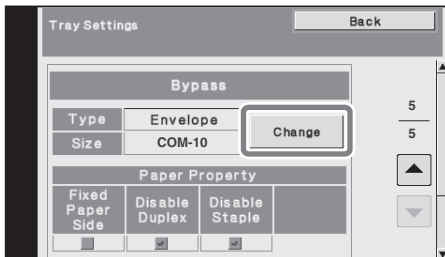 Tray Settings
Back
Bypass
Type Envelope
Size COM-10
Change
5
5
Paper Property
Fixed Paper Side
Disable Duplex
Disable Staple